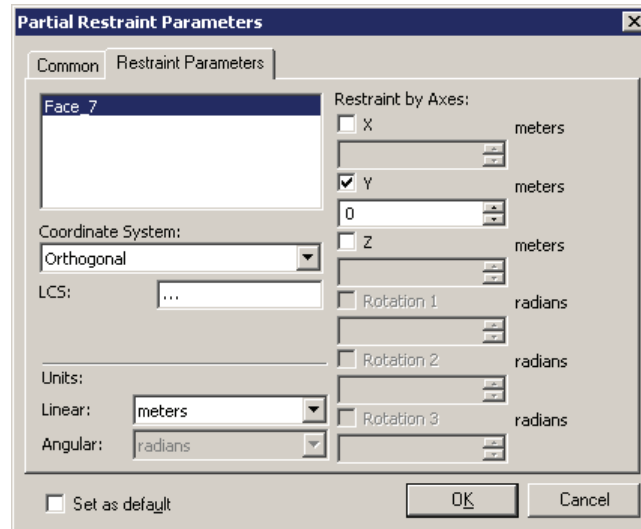 Partial Restraint Parameters
Common
Restraint Parameters
Face_7
Coordinate System:
Orthogonal
LCS:
...
Units:
Linear:
meters
Angular:
radians
Restraint by Axes:
X
meters
Y
meters
0
Z
meters
Rotation 1
radians
Rotation 2
radians
Rotation 3
radians
Set as default
OK
Cancel